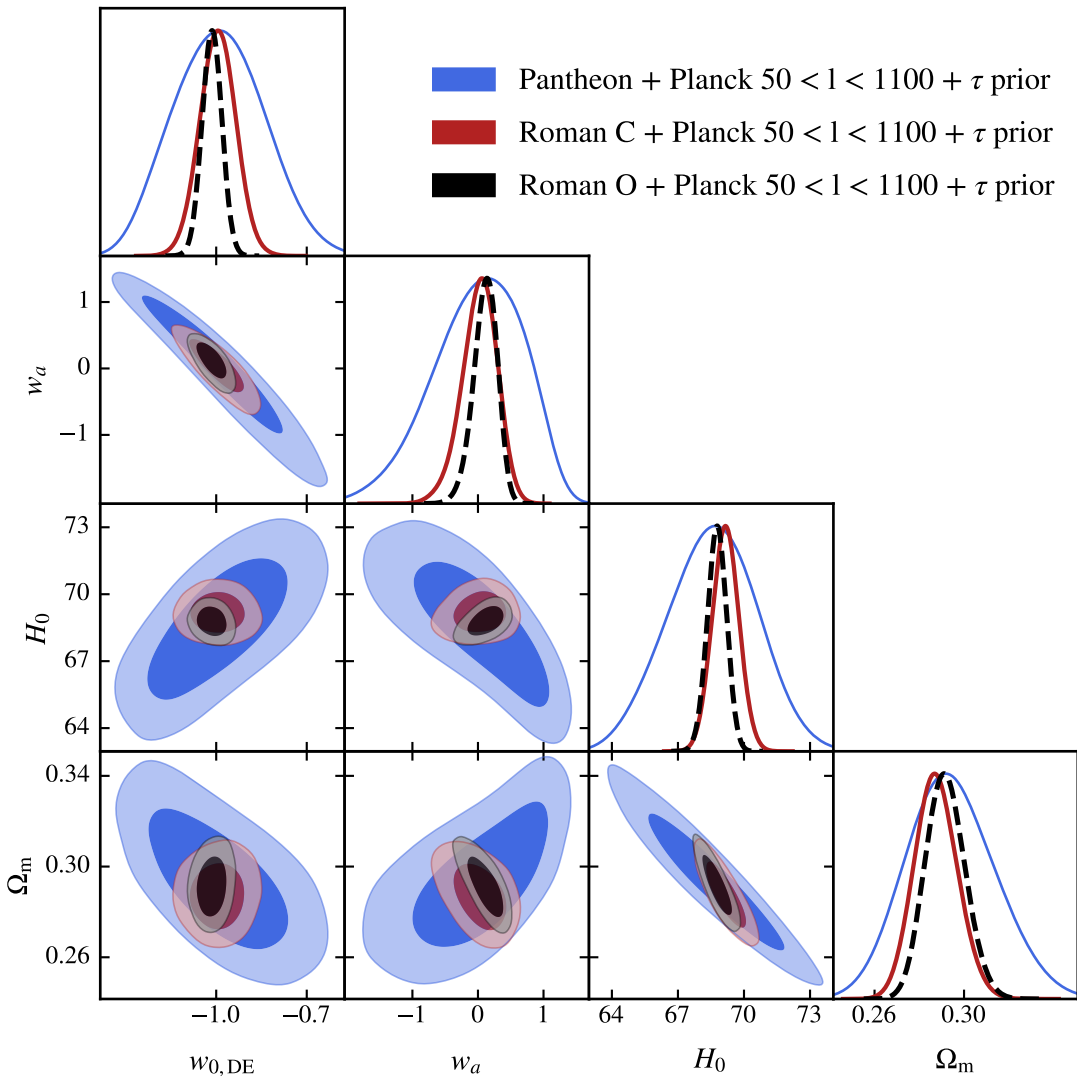 Pantheon + Planck 50 < l < 1100 + τ prior
Roman C + Planck 50 < l < 1100 + τ prior
Roman O + Planck 50 < l < 1100 + τ prior
1
0
−1
w_a
73
70
67
64
H_0
0.34
0.30
0.26
Ω_m
−1.0 −0.7
−1 0 1
64 67 70 73
0.26 0.30
w_{0,DE}
w_a
H_0
Ω_m